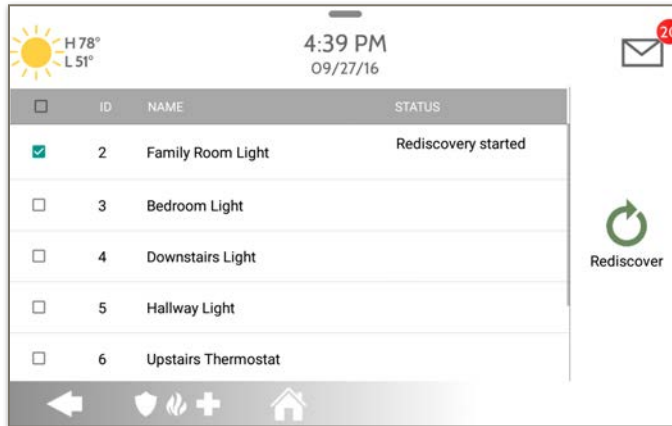 H 78°
L 51°
4:39 PM
09/27/16
20
ID NAME STATUS
2 Family Room Light Rediscovery started
3 Bedroom Light
4 Downstairs Light
5 Hallway Light
6 Upstairs Thermostat
Rediscover